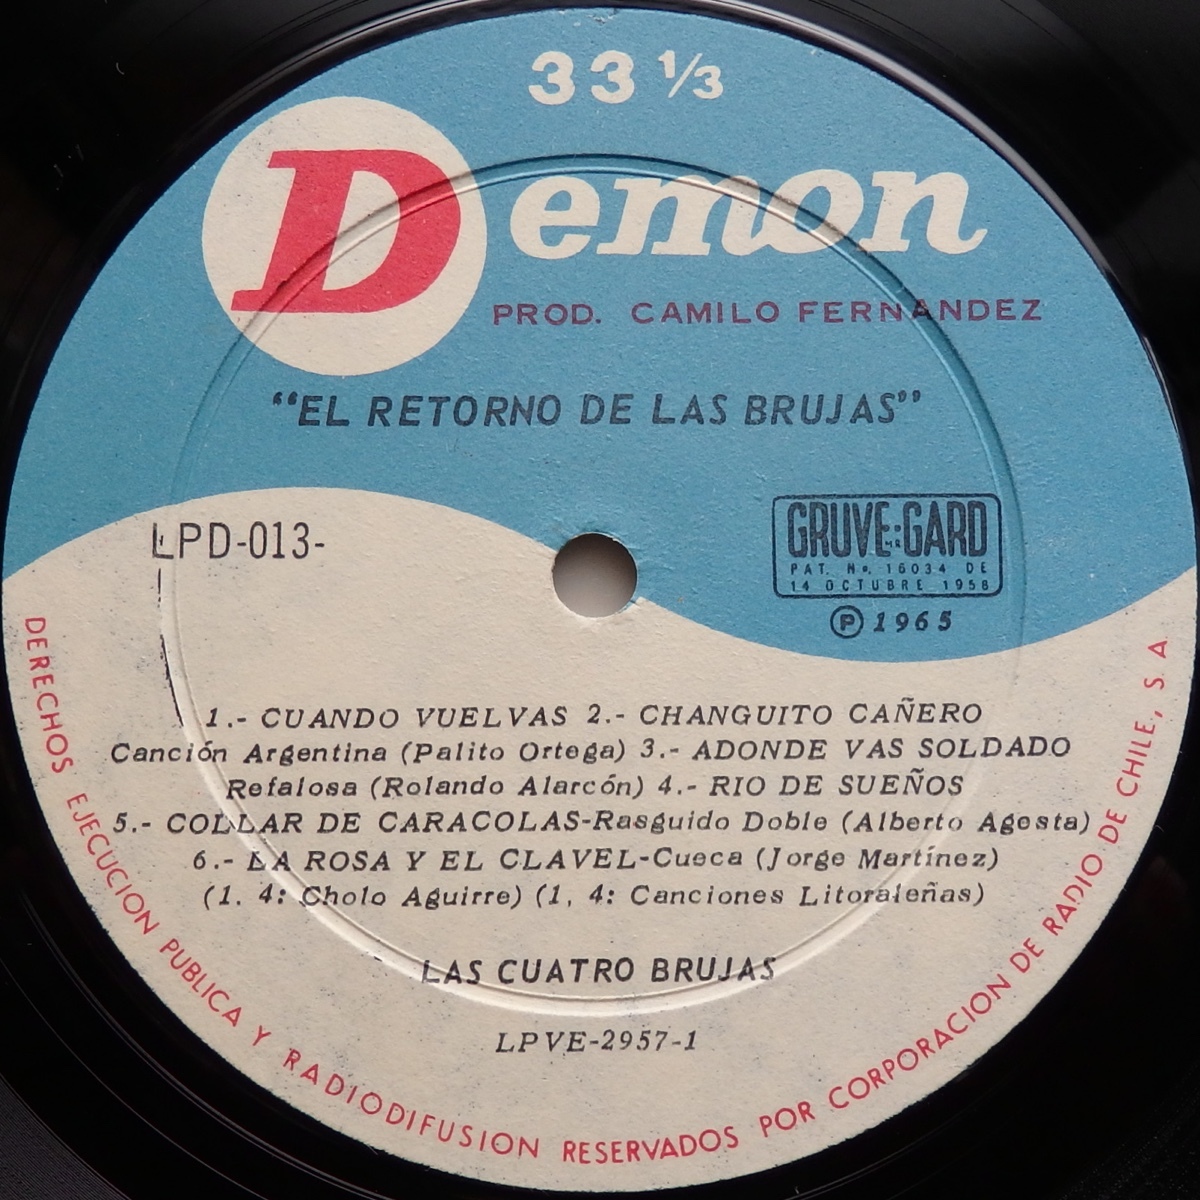 33 1/3
Demon
PROD. CAMILO FERNANDEZ
“EL RETORNO DE LAS BRUJAS”
LPD-013-
GRUVE-GARD
MR
PAT. No. 16034 DE
14 OCTUBRE 1958
Ⓟ 1965
1.- CUANDO VUELVAS 2.- CHANGUITO CAÑERO
Canción Argentina (Palito Ortega) 3.- ADONDE VAS SOLDADO
Refalosa (Rolando Alarcón) 4.- RIO DE SUEÑOS
5.- COLLAR DE CARACOLAS-Rasguido Doble (Alberto Agesta)
6.- LA ROSA Y EL CLAVEL-Cueca (Jorge Martínez)
(1, 4: Cholo Aguirre) (1, 4: Canciones Litoraleñas)
LAS CUATRO BRUJAS
LPVE-2957-1
DERECHOS EJECUCION PUBLICA Y RADIODIFUSION RESERVADOS POR CORPORACION DE RADIO DE CHILE, S. A